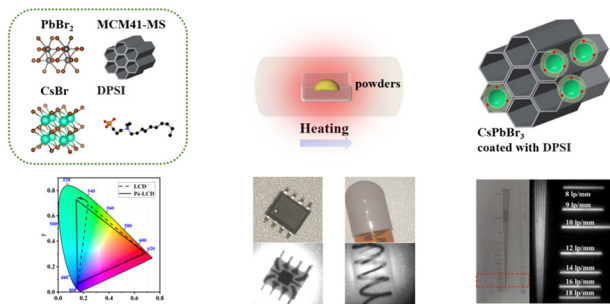 PbBr2 MCM41-MS
CsBr DPSI
powders
Heating
CsPbBr3
coated with DPSI
LCD
Pe-LCD
520
540
560
500
580
600
620
480
y
0.8
0.6
0.4
0.2
0.0
0.0 0.2 0.4 0.6 0.8
8 lp/mm
9 lp/mm
10 lp/mm
12 lp/mm
14 lp/mm
16 lp/mm
18 lp/mm